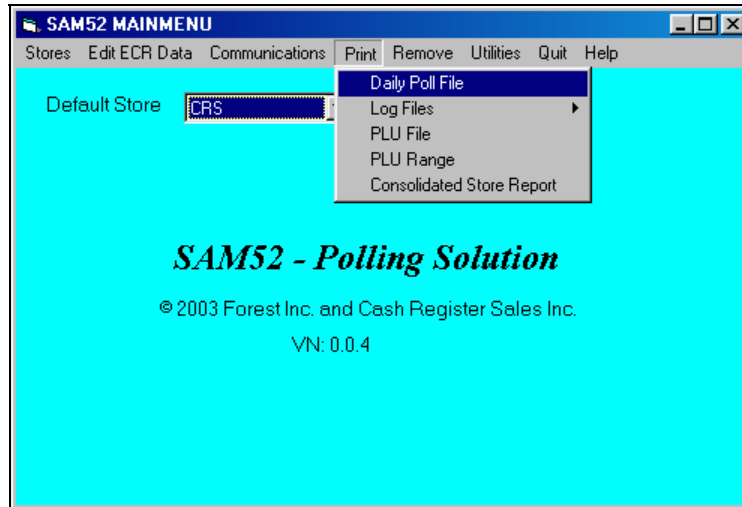 SAM52 MAINMENU
Stores Edit ECR Data Communications Print Remove Utilities Quit Help
Daily Poll File
Default Store CRS
Log Files
PLU File
PLU Range
Consolidated Store Report
SAM52 - Polling Solution
© 2003 Forest Inc. and Cash Register Sales Inc.
VN: 0.0.4